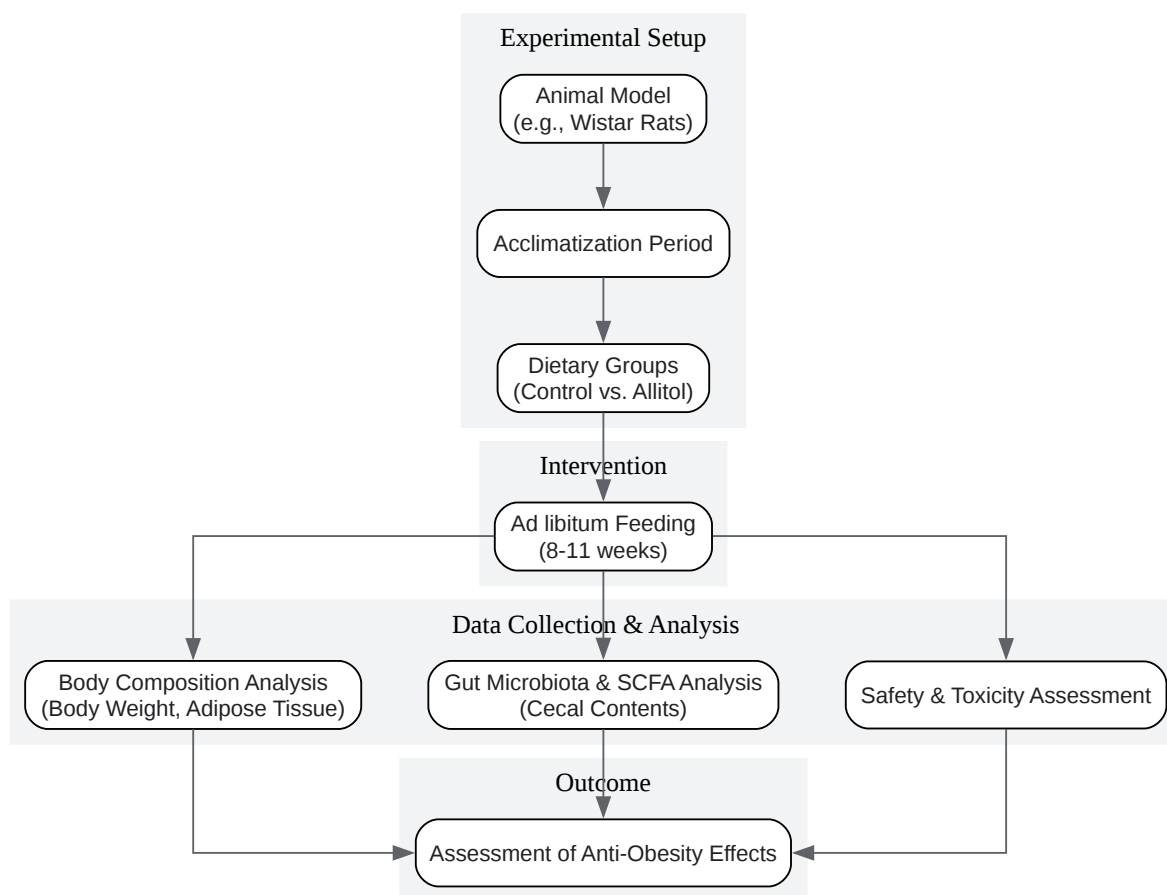 Experimental Setup
Animal Model
(e.g., Wistar Rats)
Acclimatization Period
Dietary Groups
(Control vs. Allitol)
Intervention
Ad libitum Feeding
(8-11 weeks)
Data Collection & Analysis
Body Composition Analysis
(Body Weight, Adipose Tissue)
Gut Microbiota & SCFA Analysis
(Cecal Contents)
Safety & Toxicity Assessment
Outcome
Assessment of Anti-Obesity Effects